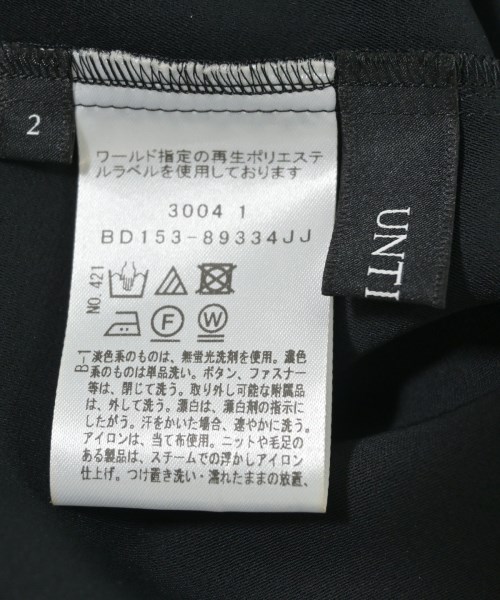 2
ワールド指定の再生ポリエステ
ルラベルを使用しております
3004 1
BD153-89334JJ
NO.421
F W
B-1
淡色系のものは、無蛍光洗剤を使用。濃色
系のものは単品洗い。ボタン、ファスナー
等は、閉じて洗う。取り外し可能な附属品
は、外して洗う。漂白は、漂白剤の指示に
したがう。汗をかいた場合、速やかに洗う。
アイロンは、当て布使用。ニットや毛足の
ある製品は、スチームでの浮かしアイロン
仕上げ。つけ置き洗い・濡れたままの放置、
UNTI